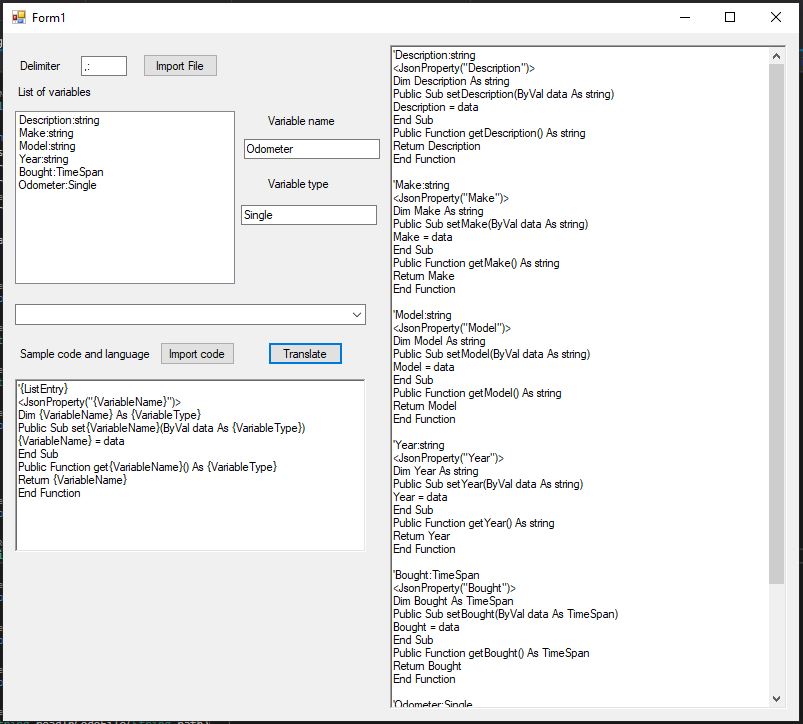 Form1
Delimiter
,:
Import File
List of variables
Description:string
Make:string
Model:string
Year:string
Bought:TimeSpan
Odometer:Single
Variable name
Odometer
Variable type
Single
Sample code and language
Import code
Translate
'{ListEntry}
<JsonProperty("{VariableName}")>
Dim {VariableName} As {VariableType}
Public Sub set{VariableName}(ByVal data As {VariableType})
{VariableName} = data
End Sub
Public Function get{VariableName}() As {VariableType}
Return {VariableName}
End Function
'Description:string
<JsonProperty("Description")>
Dim Description As string
Public Sub setDescription(ByVal data As string)
Description = data
End Sub
Public Function getDescription() As string
Return Description
End Function
'Make:string
<JsonProperty("Make")>
Dim Make As string
Public Sub setMake(ByVal data As string)
Make = data
End Sub
Public Function getMake() As string
Return Make
End Function
'Model:string
<JsonProperty("Model")>
Dim Model As string
Public Sub setModel(ByVal data As string)
Model = data
End Sub
Public Function getModel() As string
Return Model
End Function
'Year:string
<JsonProperty("Year")>
Dim Year As string
Public Sub setYear(ByVal data As string)
Year = data
End Sub
Public Function getYear() As string
Return Year
End Function
'Bought:TimeSpan
<JsonProperty("Bought")>
Dim Bought As TimeSpan
Public Sub setBought(ByVal data As TimeSpan)
Bought = data
End Sub
Public Function getBought() As TimeSpan
Return Bought
End Function
'Odometer:Single